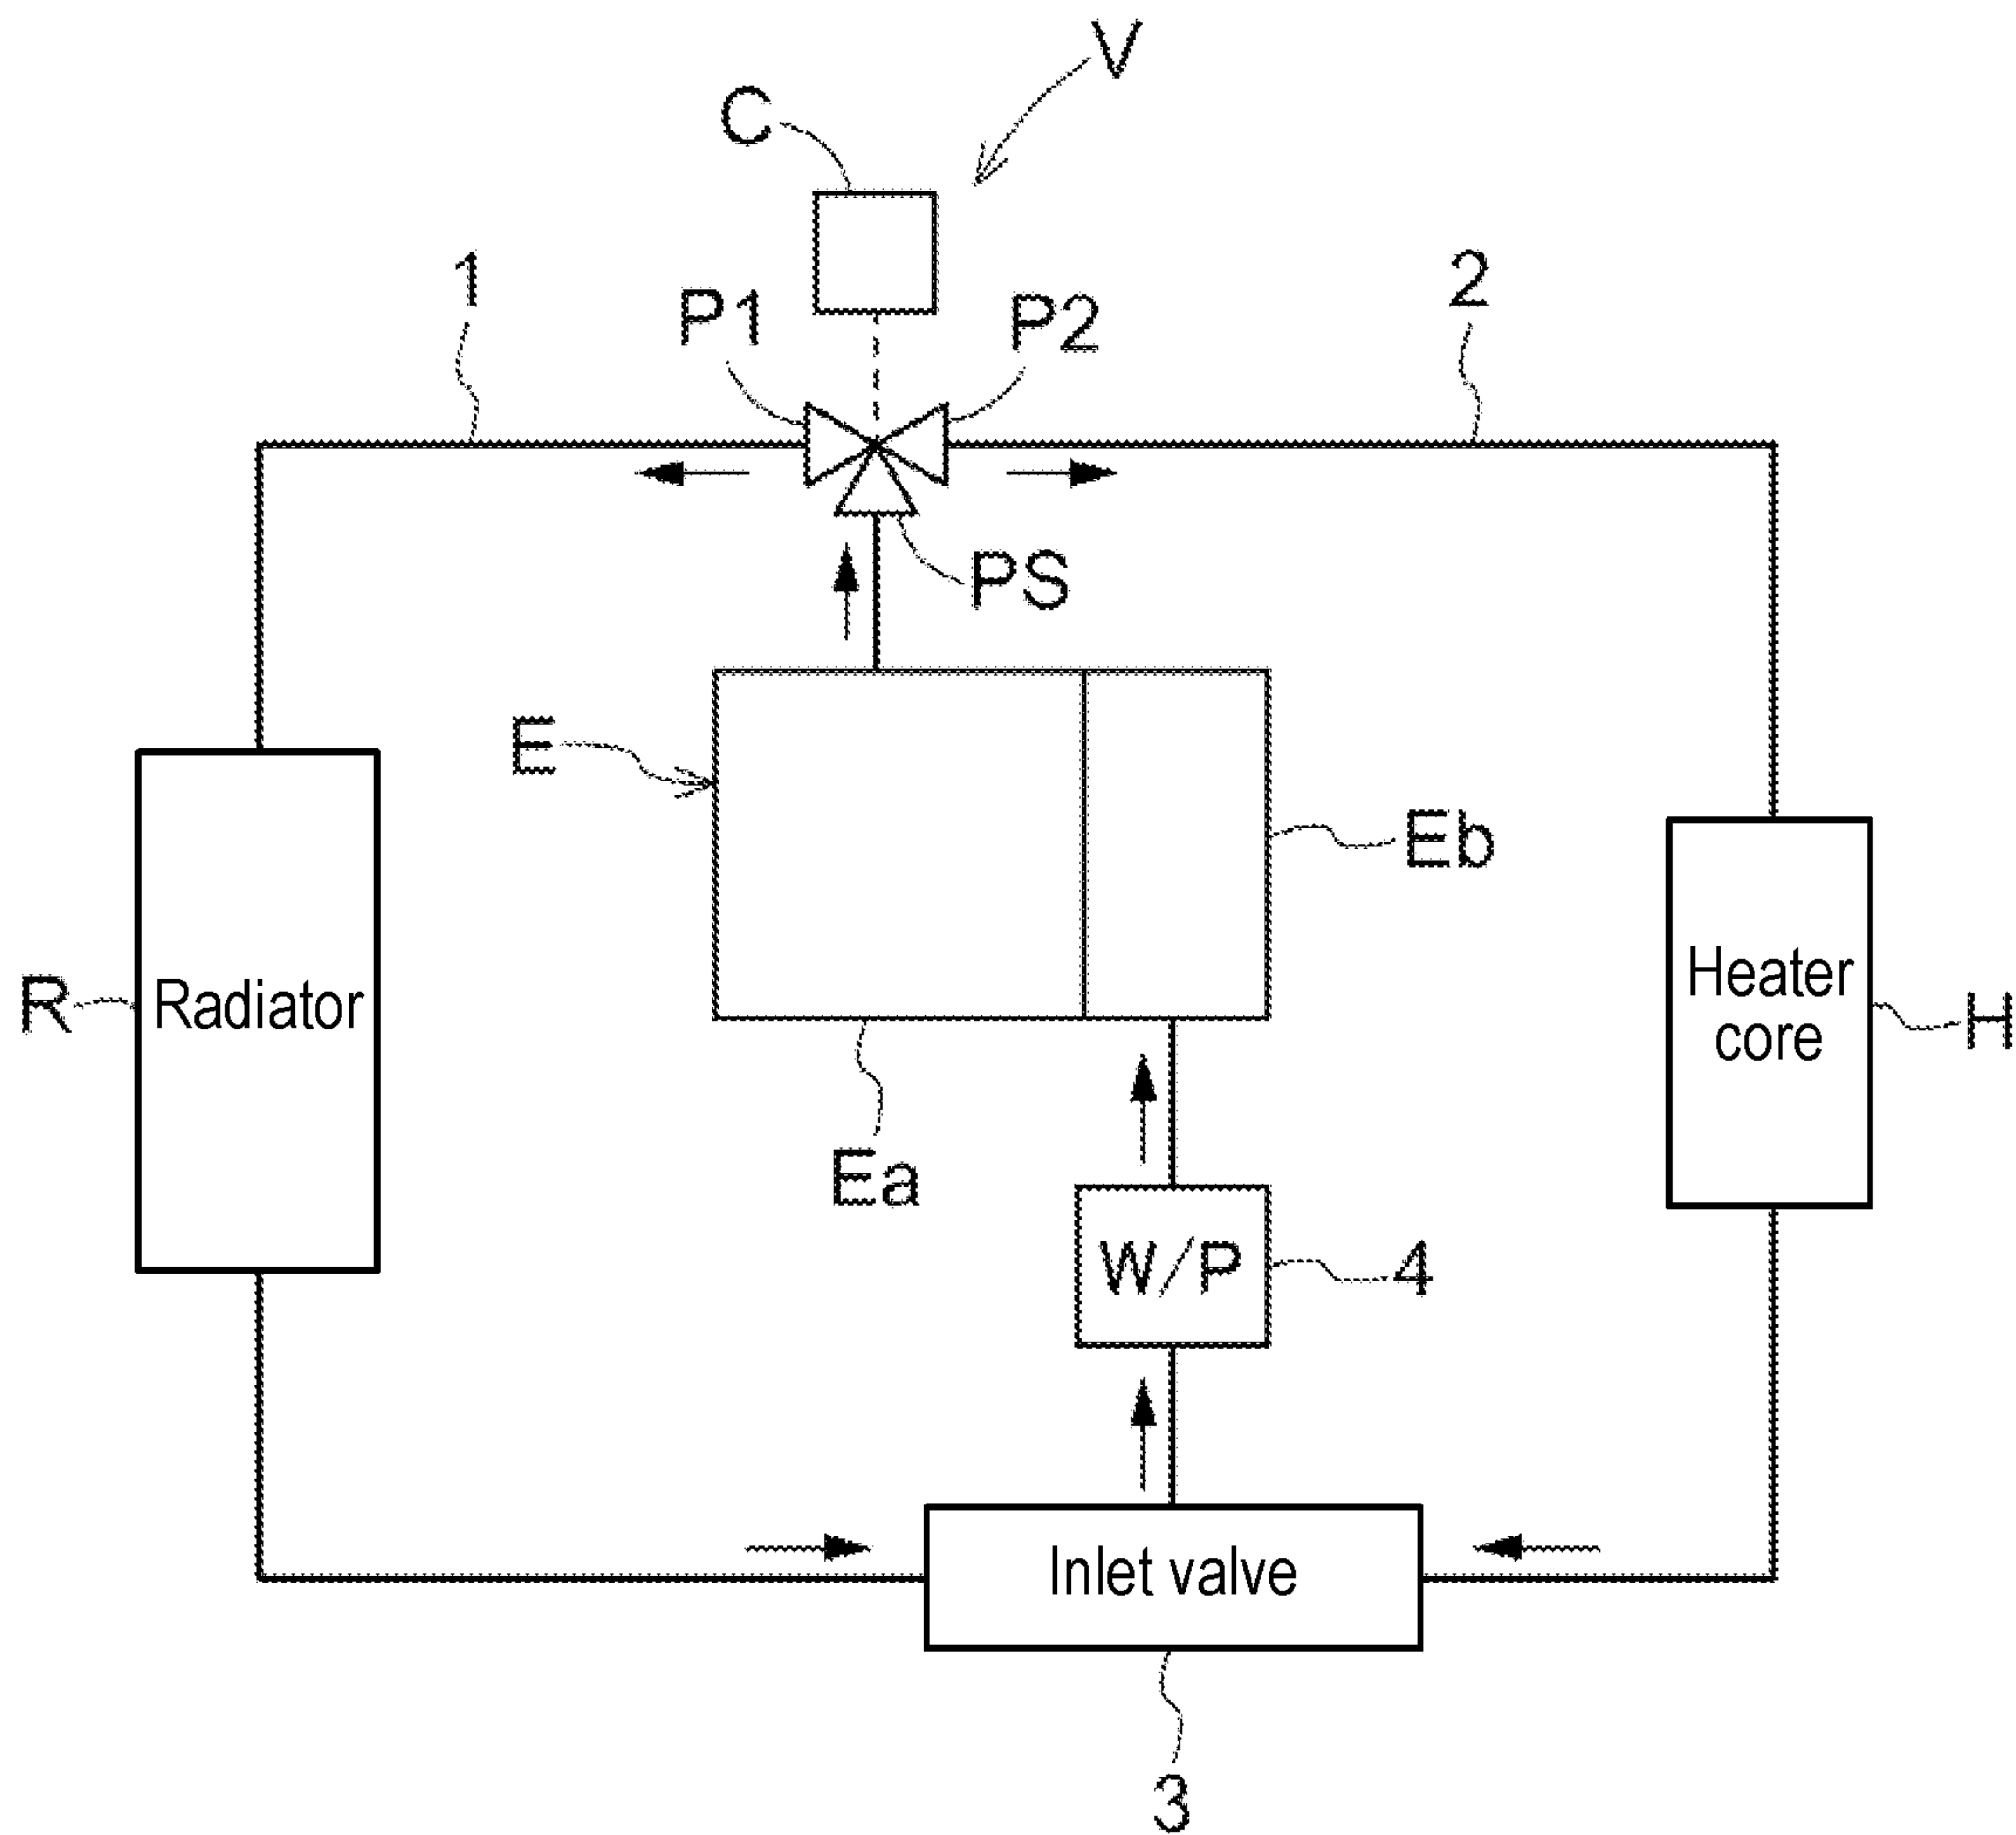 V
C
1
2
P1
P2
PS
E
Eb
R
Radiator
Heater
core
H
Ea
W/P
4
Inlet valve
3